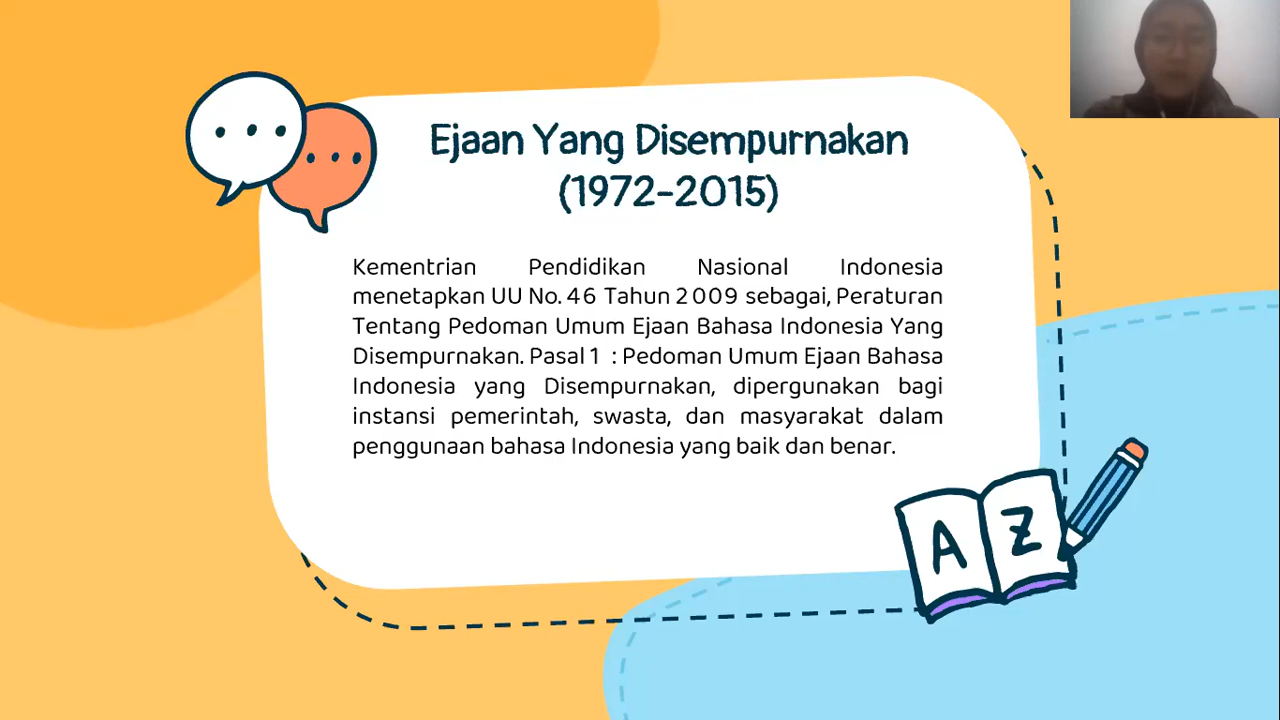 Ejaan Yang Disempurnakan
(1972-2015)
Kementrian Pendidikan Nasional Indonesia
menetapkan UU No. 46 Tahun 2009 sebagai, Peraturan
Tentang Pedoman Umum Ejaan Bahasa Indonesia Yang
Disempurnakan. Pasal 1 : Pedoman Umum Ejaan Bahasa
Indonesia yang Disempurnakan, dipergunakan bagi
instansi pemerintah, swasta, dan masyarakat dalam
penggunaan bahasa Indonesia yang baik dan benar.
A Z